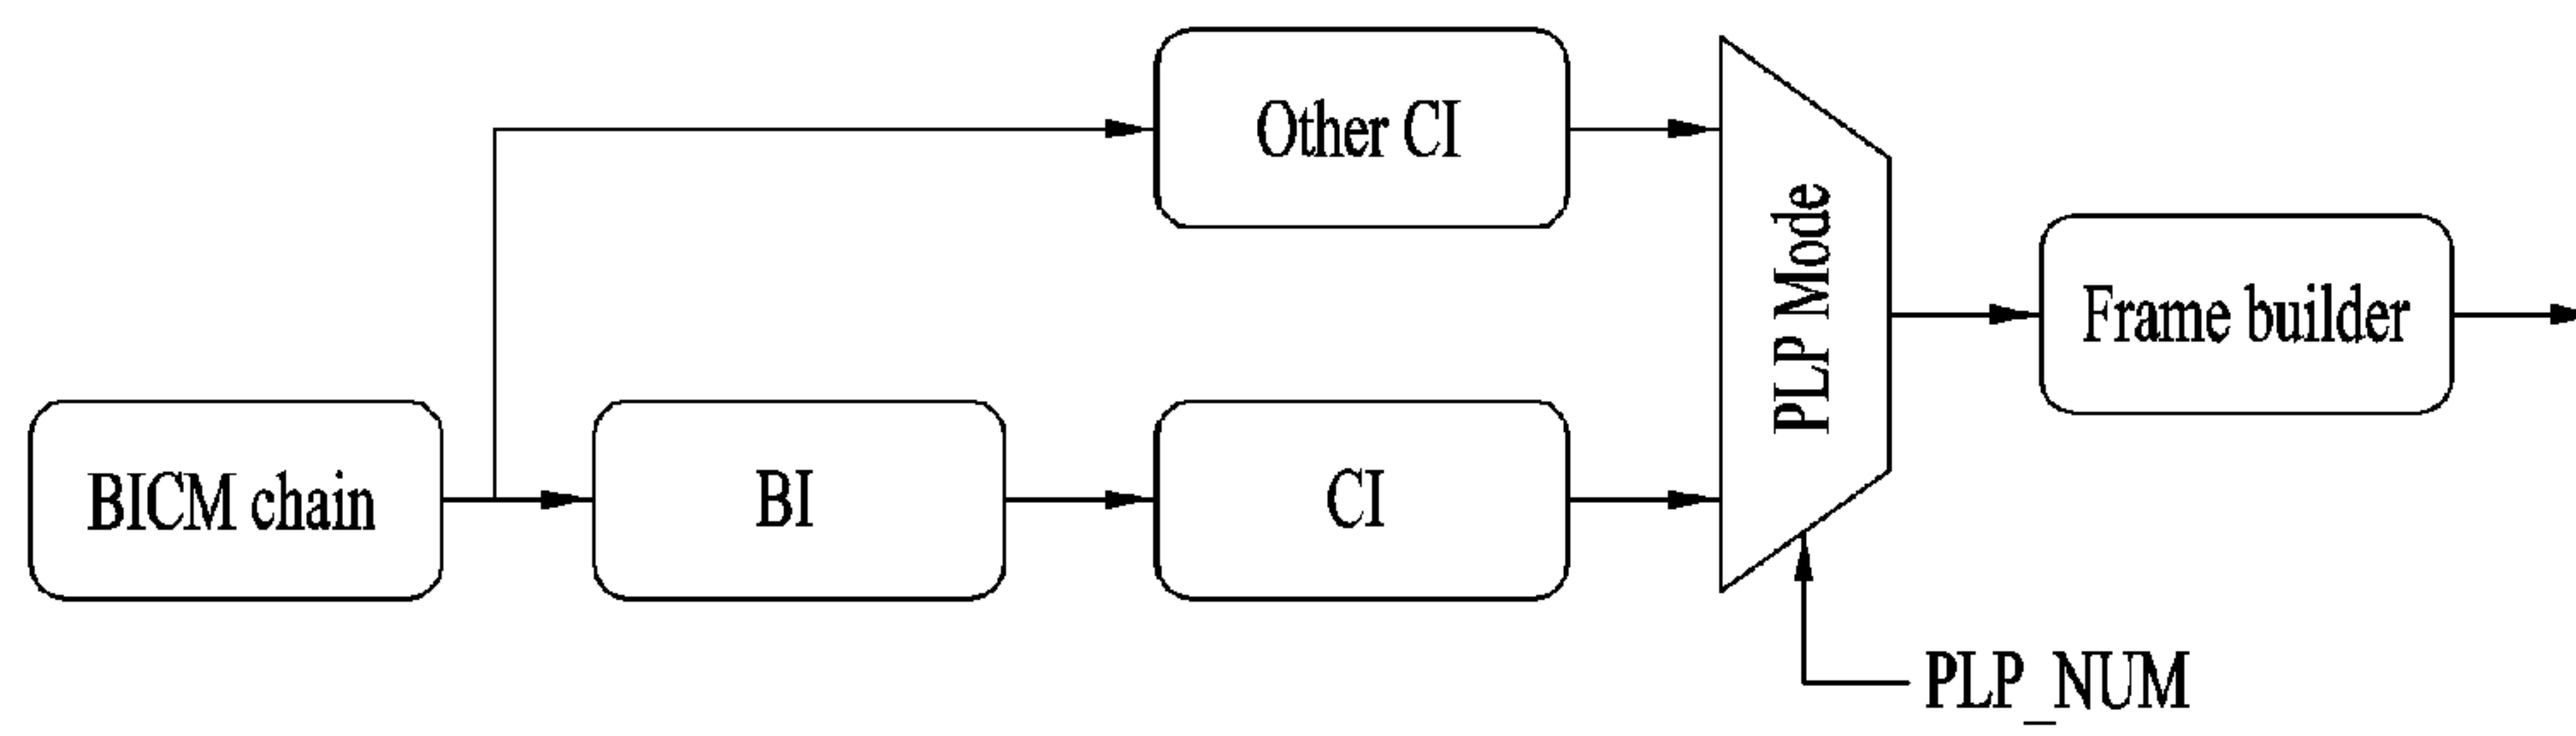 Other CI
PLP Mode
Frame builder
BICM chain
BI
CI
PLP_NUM